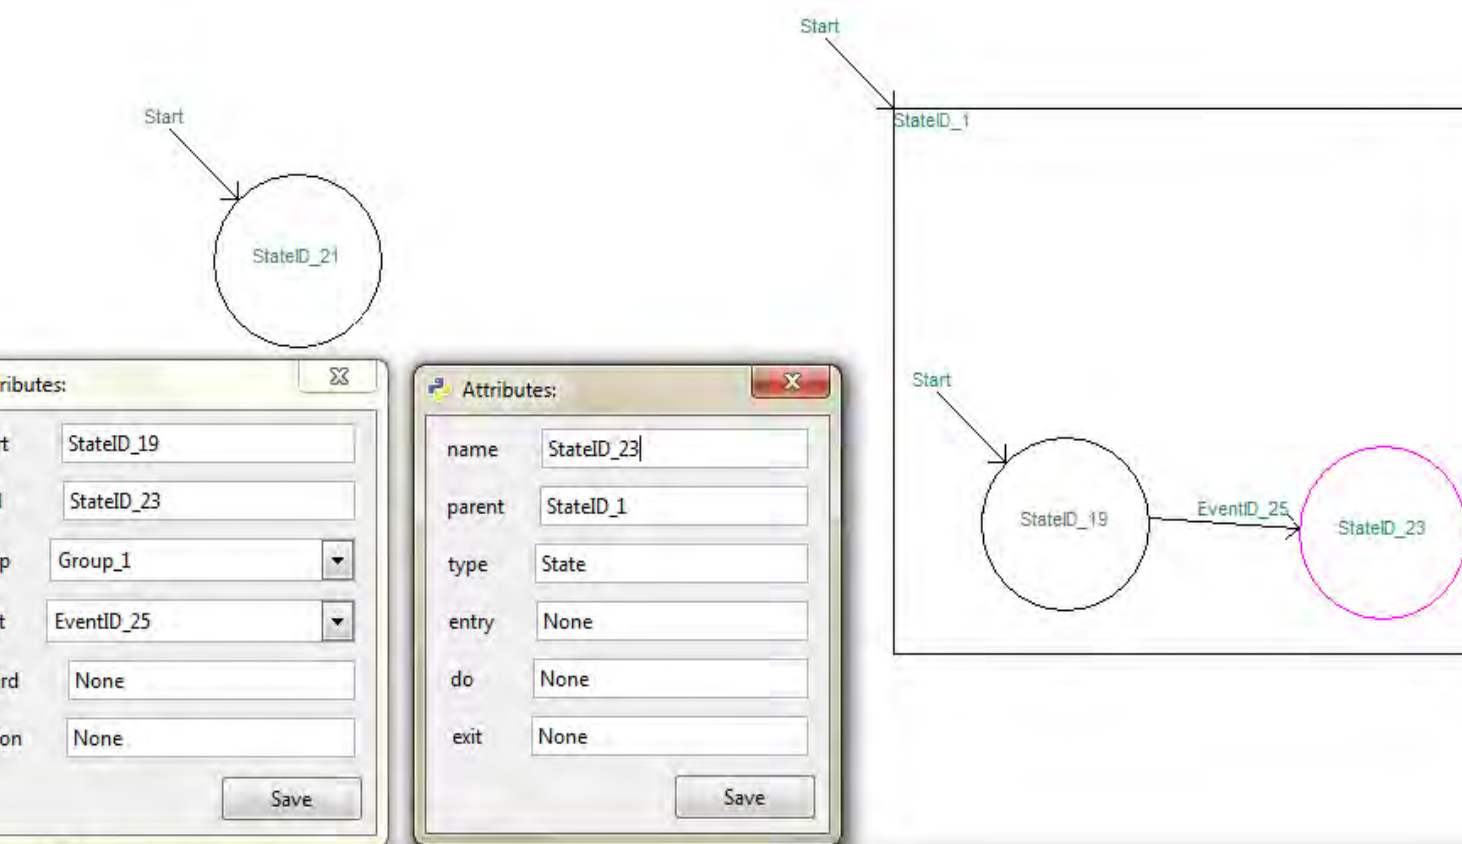 Start
StateID_1
Start
StateID_21
ributes:
rt StateID_19
StateID_23
p Group_1
t EventID_25
rd None
on None
Save
Attributes:
name StateID_23
parent StateID_1
type State
entry None
do None
exit None
Save
Start
StateID_19
EventID_25
StateID_23